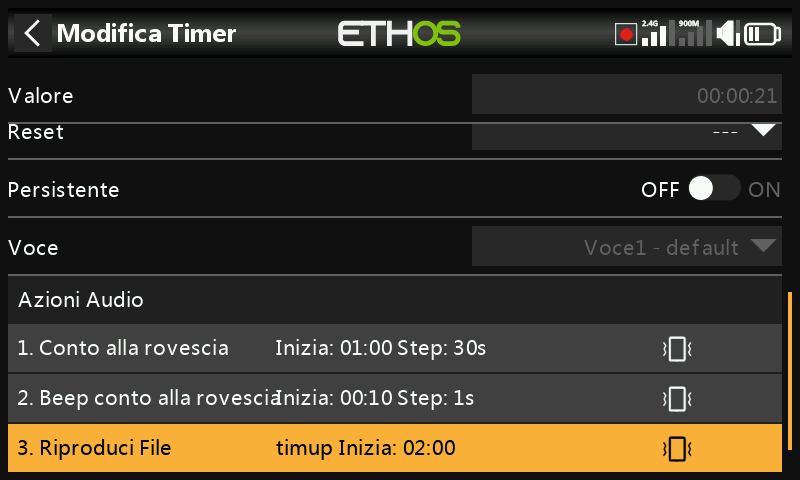 Modifica Timer ETHOS 2.4G 900M
Valore 00:00:21
Reset ---
Persistente OFF ON
Voce Voce1 - default
Azioni Audio
1. Conto alla rovescia Inizia: 01:00 Step: 30s
2. Beep conto alla rovescia Inizia: 00:10 Step: 1s
3. Riproduci File timup Inizia: 02:00